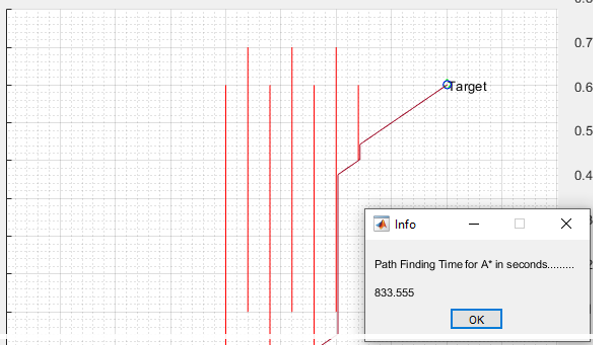 0.7
Target
0.6
0.5
0.4
Info
Path Finding Time for A* in seconds.........
833.555
OK